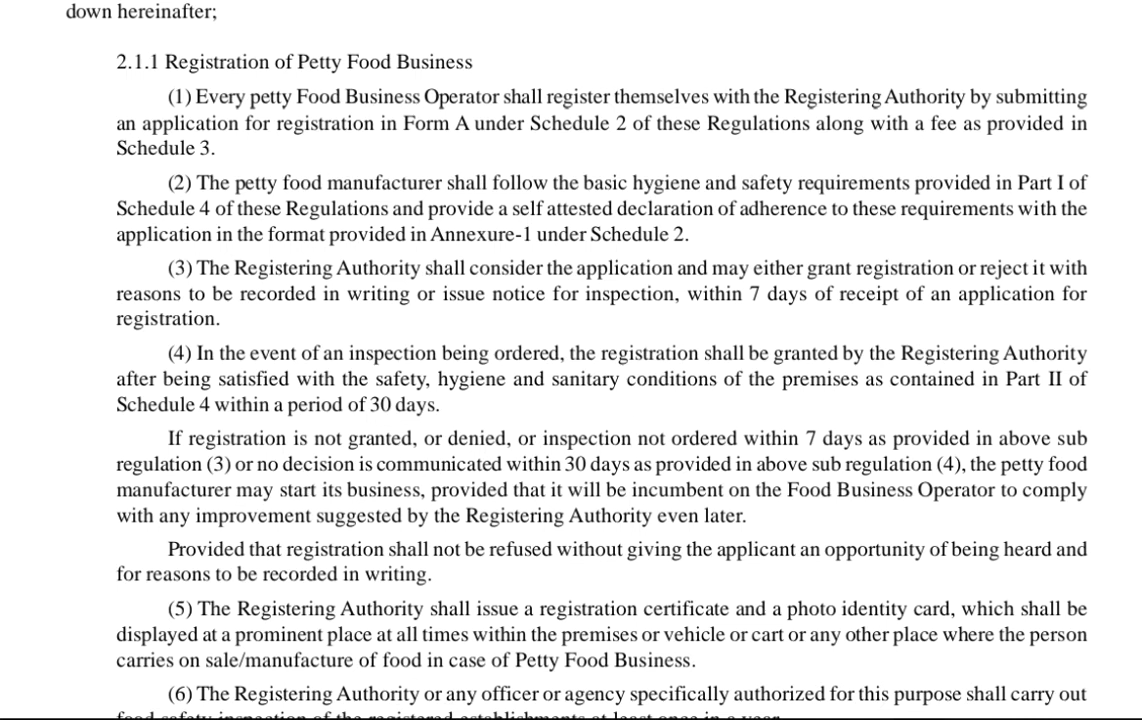 down hereinafter;
2.1.1 Registration of Petty Food Business
(1) Every petty Food Business Operator shall register themselves with the Registering Authority by submitting
an application for registration in Form A under Schedule 2 of these Regulations along with a fee as provided in
Schedule 3.
(2) The petty food manufacturer shall follow the basic hygiene and safety requirements provided in Part I of
Schedule 4 of these Regulations and provide a self attested declaration of adherence to these requirements with the
application in the format provided in Annexure-1 under Schedule 2.
(3) The Registering Authority shall consider the application and may either grant registration or reject it with
reasons to be recorded in writing or issue notice for inspection, within 7 days of receipt of an application for
registration.
(4) In the event of an inspection being ordered, the registration shall be granted by the Registering Authority
after being satisfied with the safety, hygiene and sanitary conditions of the premises as contained in Part II of
Schedule 4 within a period of 30 days.
If registration is not granted, or denied, or inspection not ordered within 7 days as provided in above sub
regulation (3) or no decision is communicated within 30 days as provided in above sub regulation (4), the petty food
manufacturer may start its business, provided that it will be incumbent on the Food Business Operator to comply
with any improvement suggested by the Registering Authority even later.
Provided that registration shall not be refused without giving the applicant an opportunity of being heard and
for reasons to be recorded in writing.
(5) The Registering Authority shall issue a registration certificate and a photo identity card, which shall be
displayed at a prominent place at all times within the premises or vehicle or cart or any other place where the person
carries on sale/manufacture of food in case of Petty Food Business.
(6) The Registering Authority or any officer or agency specifically authorized for this purpose shall carry out
food safety inspection of the registered establishments at least once in a year.